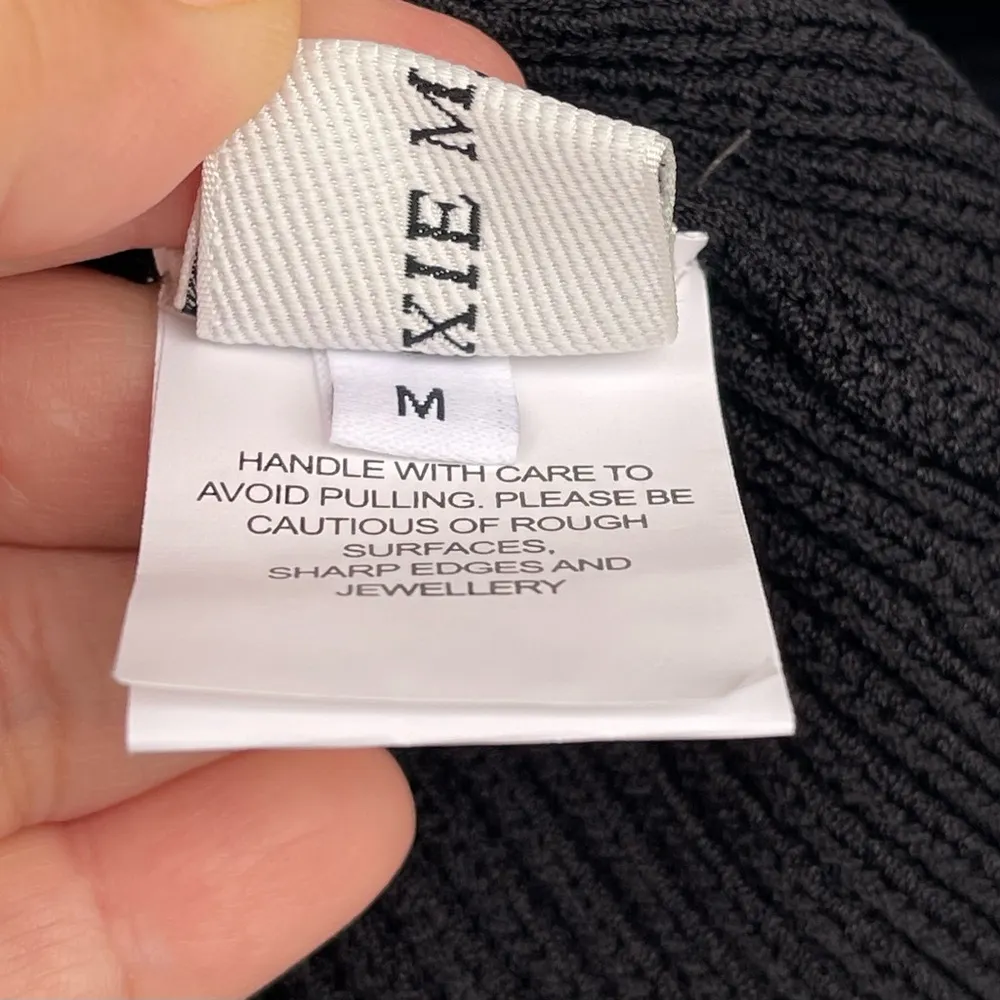 XIE M
M
HANDLE WITH CARE TO
AVOID PULLING. PLEASE BE
CAUTIOUS OF ROUGH
SURFACES,
SHARP EDGES AND
JEWELLERY